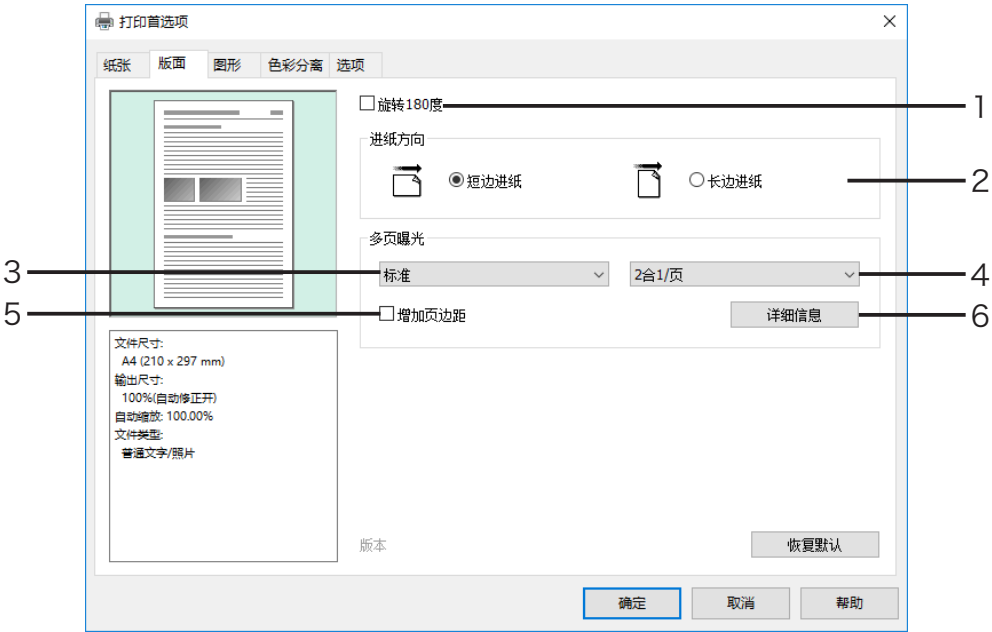 打印首选项
纸张 版面 图形 色彩分离 选项
旋转180度 1
进纸方向
短边进纸 长边进纸 2
多页曝光
3 标准 2合1/页 4
5 增加页边距 详细信息 6
文件尺寸:
A4 (210 x 297 mm)
输出尺寸:
100%(自动修正开)
自动缩放: 100.00%
文件类型:
普通文字/照片
版本 恢复默认
确定 取消 帮助